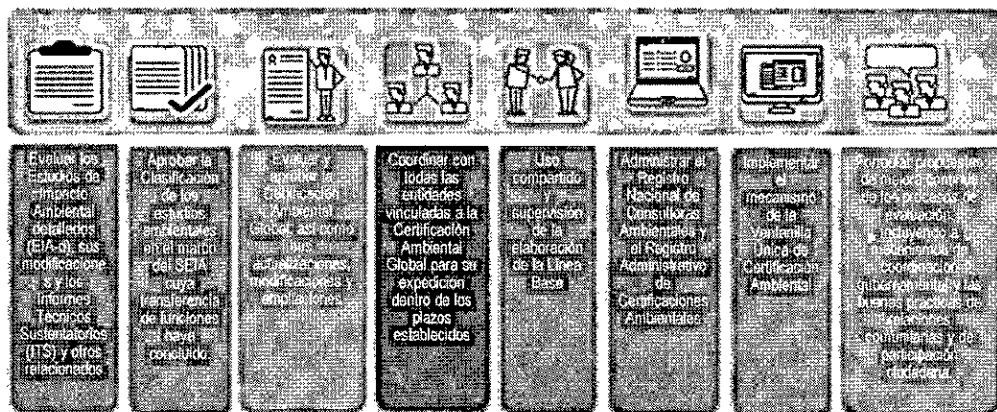 Evaluar los
Estudios de
Impacto
Ambiental
detallados
(EIA-d), sus
modificacione
s y los
Informes
Técnicos
Sustentatorios
(ITS) y otros
relacionados
Aprobar la
Clasificación
de los
estudios
ambientales
en el marco
del SEIA
cuya
transferencia
de funciones
haya
concluido
Evaluar y
aprobar la
Certificación
Ambiental
Global, así como
sus
actualizaciones,
modificaciones y
ampliaciones
Coordinar con
todas las
entidades
vinculadas a la
Certificación
Ambiental
Global para su
expedición
dentro de los
plazos
establecidos
Uso
compartido
y
supervisión
de la
elaboración
de la Línea
Base
Administrar el
Registro
Nacional de
Consultoras
Ambientales y
el Registro
Administrativo
de
Certificaciones
Ambientales
Implementar
el
mecanismo
de la
Ventanilla
Única de
Certificación
Ambiental
Formular propuestas
de mejora continua
de los procesos de
evaluación,
incluyendo
coordinación
gubernamental y las
buenas prácticas de
relaciones
comunitarias y de
participación
ciudadana